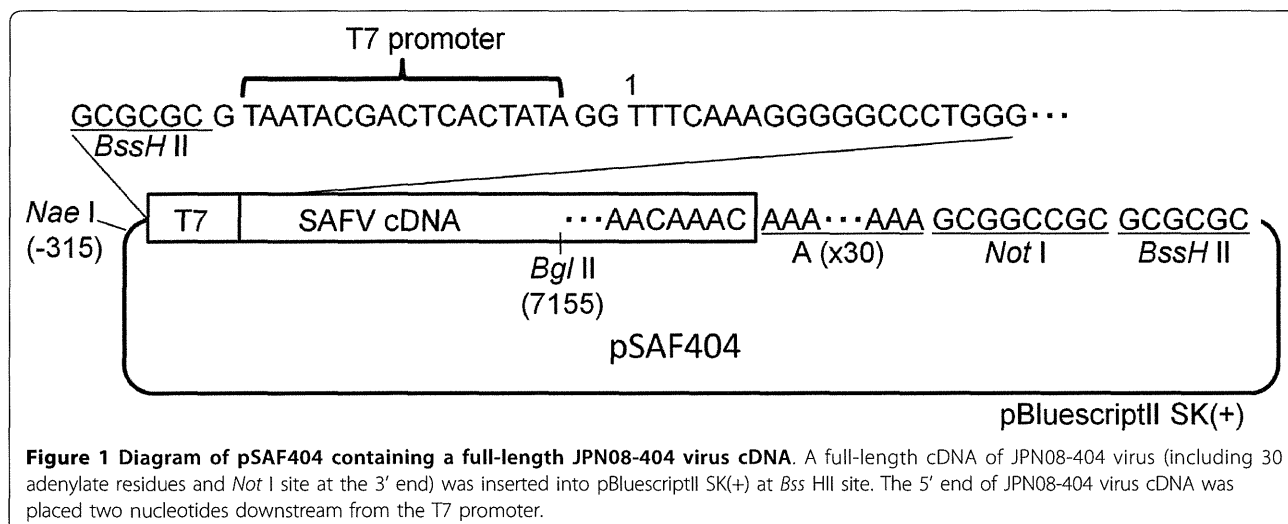 T7 promoter
1
GCGCGC G TAATACGACTCACTATA GG TTTCAAAGGGGGCCCTGGG···
BssH II
Nae I
(-315)
T7
SAFV cDNA
···AACAAAC
AAA···AAA
GCGGCCGC
GCGCGC
A (x30)
Not I
BssH II
Bgl II
(7155)
pSAF404
pBluescriptII SK(+)
Figure 1 Diagram of pSAF404 containing a full-length JPN08-404 virus cDNA. A full-length cDNA of JPN08-404 virus (including 30
adenylate residues and Not I site at the 3' end) was inserted into pBluescriptII SK(+) at Bss HII site. The 5' end of JPN08-404 virus cDNA was
placed two nucleotides downstream from the T7 promoter.